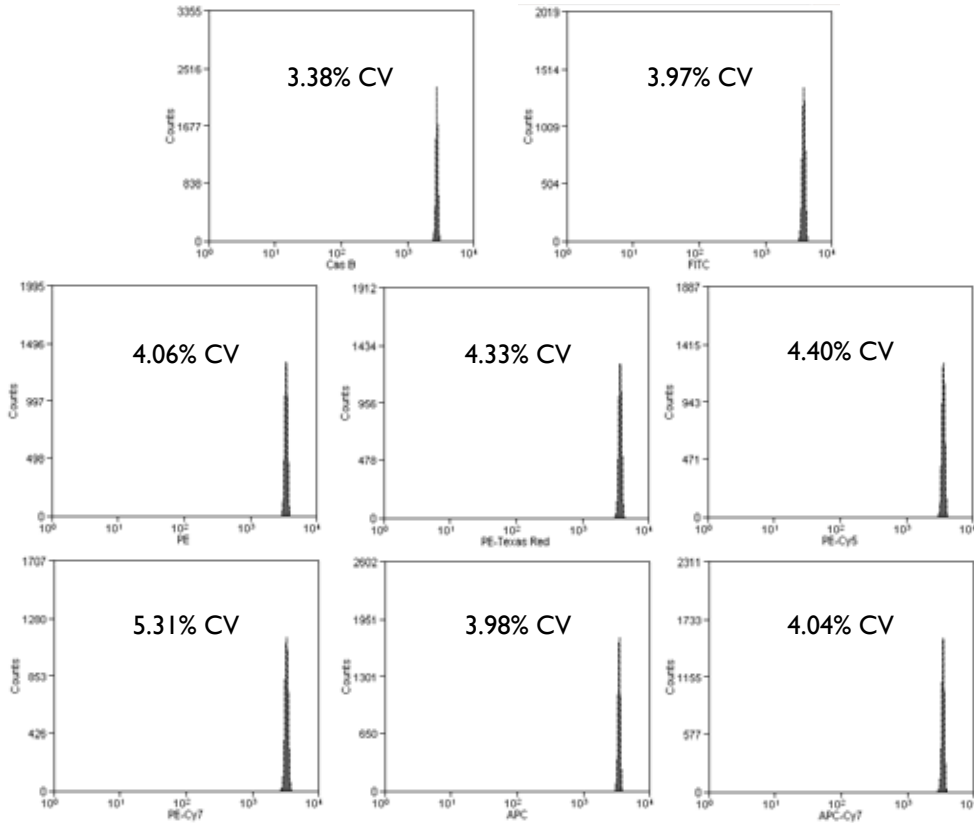 3355
2516
1677
838
0
Counts
3.38% CV
10⁰ 10¹ 10² 10³ 10⁴
Cas B
2019
1514
1009
504
0
Counts
3.97% CV
10⁰ 10¹ 10² 10³ 10⁴
FITC
1995
1496
997
498
0
Counts
4.06% CV
10⁰ 10¹ 10² 10³ 10⁴
PE
1912
1434
956
478
0
Counts
4.33% CV
10⁰ 10¹ 10² 10³ 10⁴
PE-Texas Red
1887
1415
943
471
0
Counts
4.40% CV
10⁰ 10¹ 10² 10³ 10⁴
PE-Cy5
1707
1280
853
426
0
Counts
5.31% CV
10⁰ 10¹ 10² 10³ 10⁴
PE-Cy7
2602
1951
1301
650
0
Counts
3.98% CV
10⁰ 10¹ 10² 10³ 10⁴
APC
2311
1733
1155
577
0
Counts
4.04% CV
10⁰ 10¹ 10² 10³ 10⁴
APC-Cy7